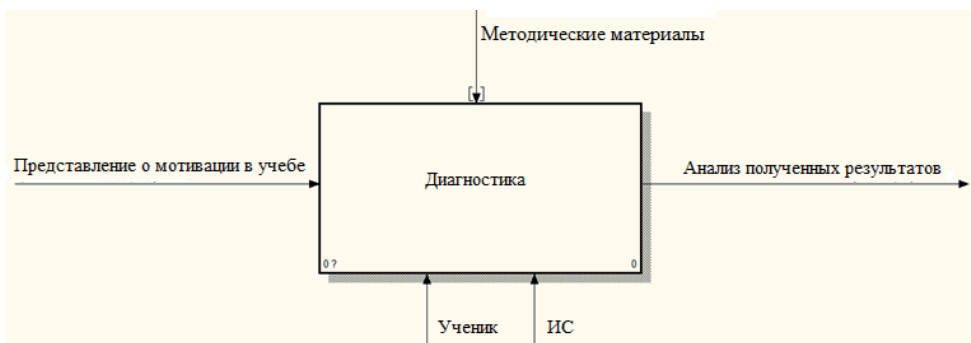 Методические материалы
Представление о мотивации в учебе
Диагностика
Анализ полученных результатов
0 ?
0
Ученик
ИС